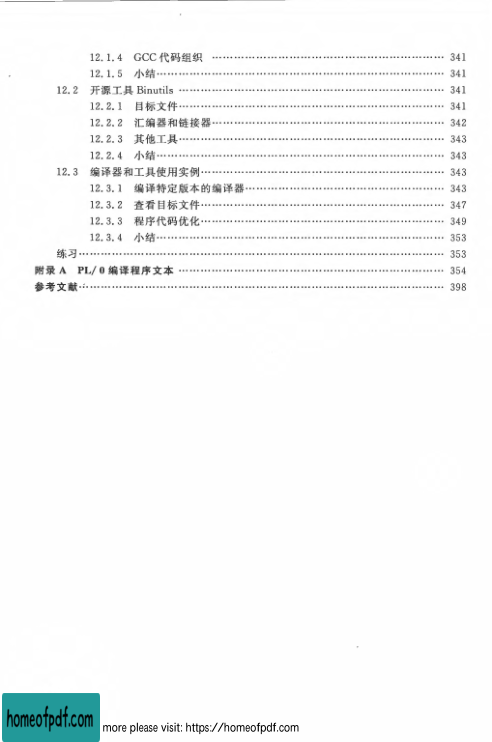 12.1.4 GCC 代码组织 …………………………………………………… 341
12.1.5 小结…………………………………………………………… 341
12.2 开源工具 Binutils …………………………………………………… 341
12.2.1 目标文件……………………………………………………… 341
12.2.2 汇编器和链接器……………………………………………… 342
12.2.3 其他工具……………………………………………………… 343
12.2.4 小结…………………………………………………………… 343
12.3 编译器和工具使用实例……………………………………………… 343
12.3.1 编译特定版本的编译器……………………………………… 343
12.3.2 查看目标文件………………………………………………… 347
12.3.3 程序代码优化………………………………………………… 349
12.3.4 小结…………………………………………………………… 353
练习………………………………………………………………………… 353
附录 A PL/0 编译程序文本 ………………………………………………… 354
参考文献…………………………………………………………………… 398
homeofpdf.com
more please visit: https://homeofpdf.com